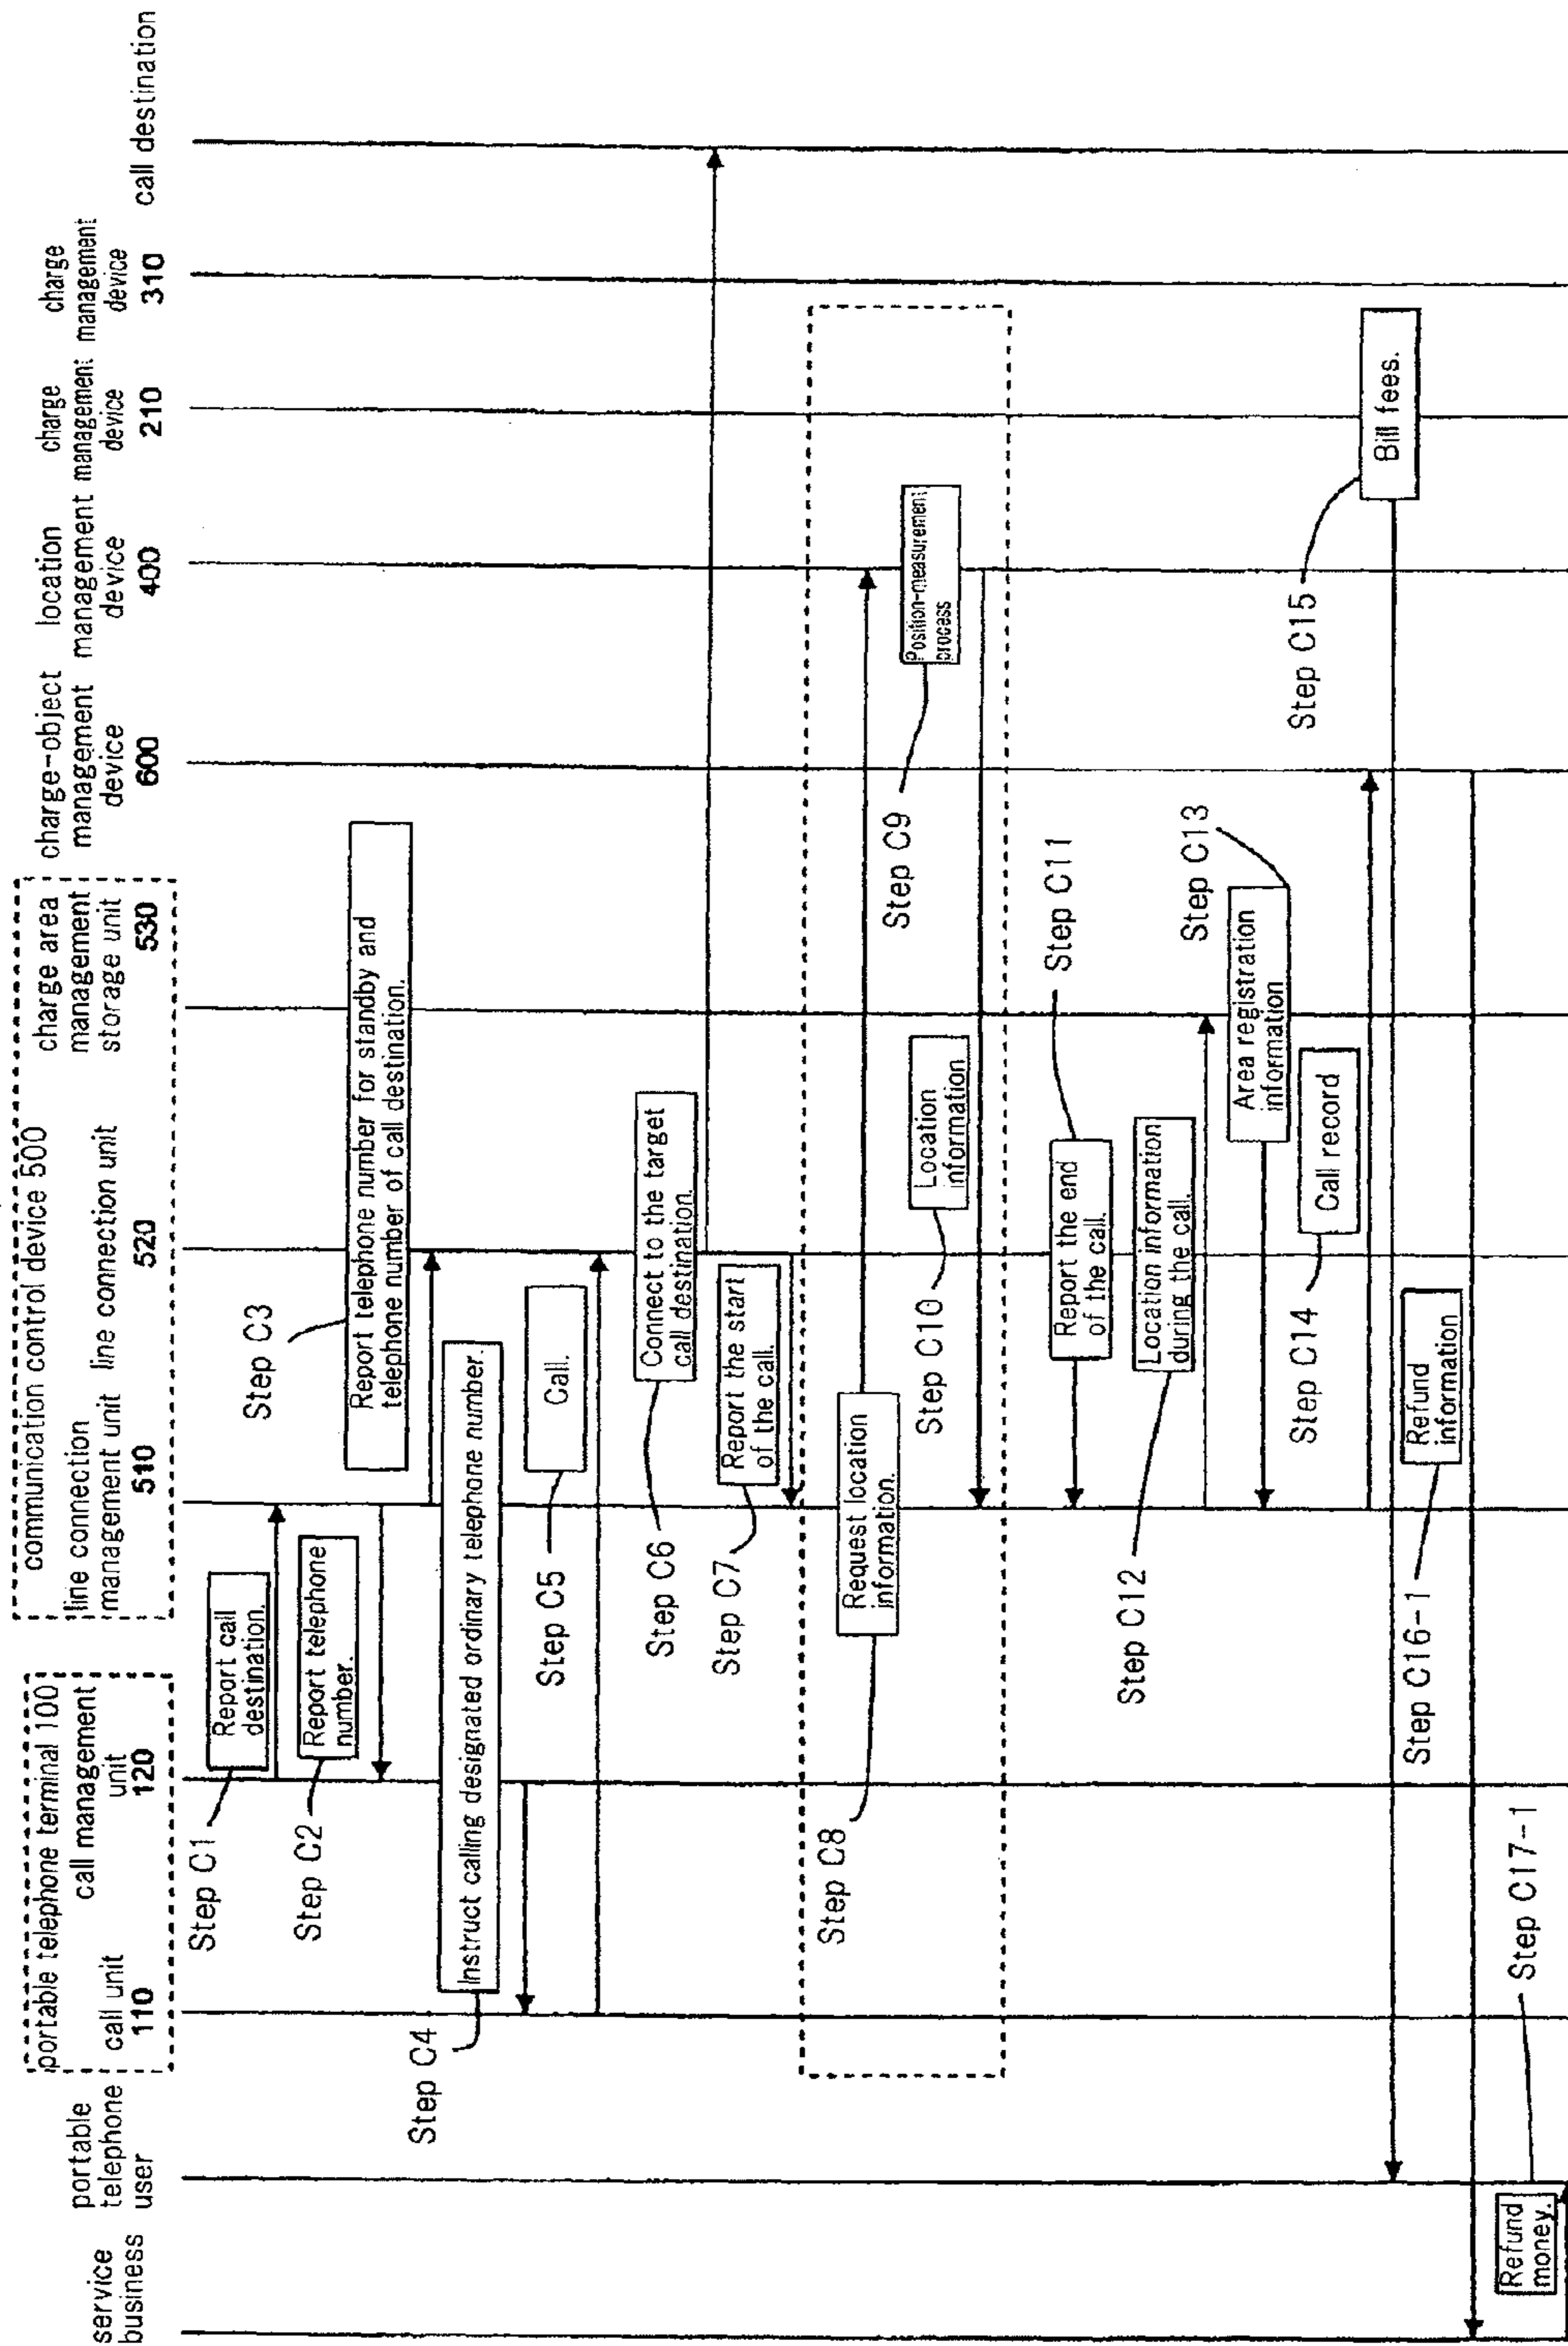 service
business
portable
telephone
user
portable telephone terminal 100
call unit
110
call management
unit
120
communication control device 500
line connection
management unit
510
line connection unit
520
charge area
management
storage unit
530
charge-object
management
device
600
location
management
device
400
charge
management
device
210
charge
management
device
310
call destination
Step C1
Report call
destination.
Step C2
Report telephone
number.
Step C3
Report telephone number for standby and
telephone number of call destination.
Step C4
Instruct calling designated ordinary telephone number.
Step C5
Call.
Step C6
Connect to the target
call destination.
Step C7
Report the start
of the call.
Step C8
Request location
information.
Step C9
Position-measurement
process
Step C10
Location
information
Step C11
Report the end
of the call.
Step C12
Location information
during the call.
Step C13
Area registration
information
Step C14
Call record
Step C15
Bill fees.
Step C16-1
Refund
information
Step C17-1
Refund
money.